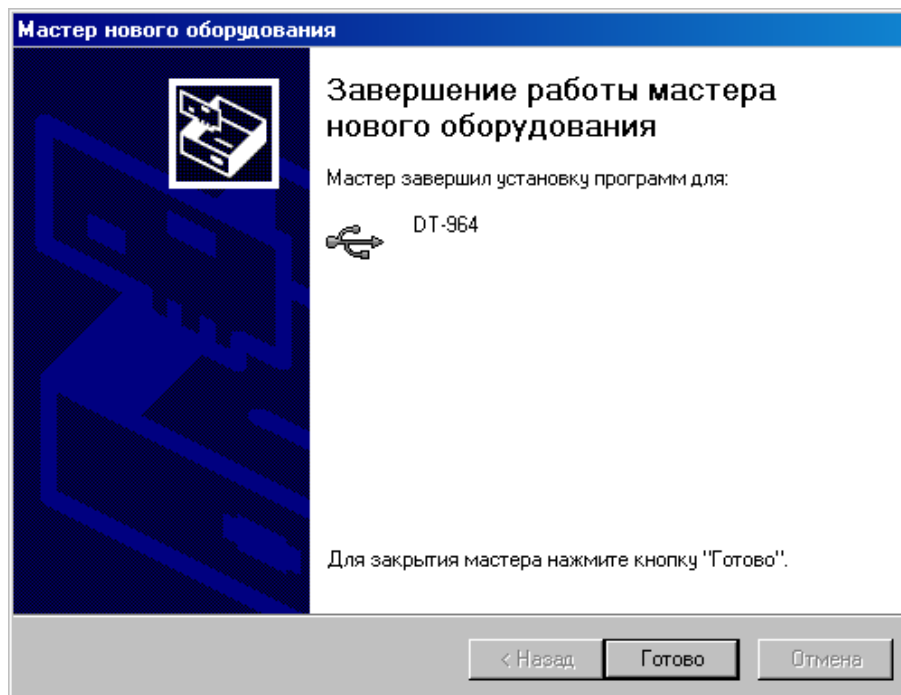 Мастер нового оборудования
Завершение работы мастера
нового оборудования
Мастер завершил установку программ для:
DT-964
Для закрытия мастера нажмите кнопку "Готово".
< Назад
Готово
Отмена